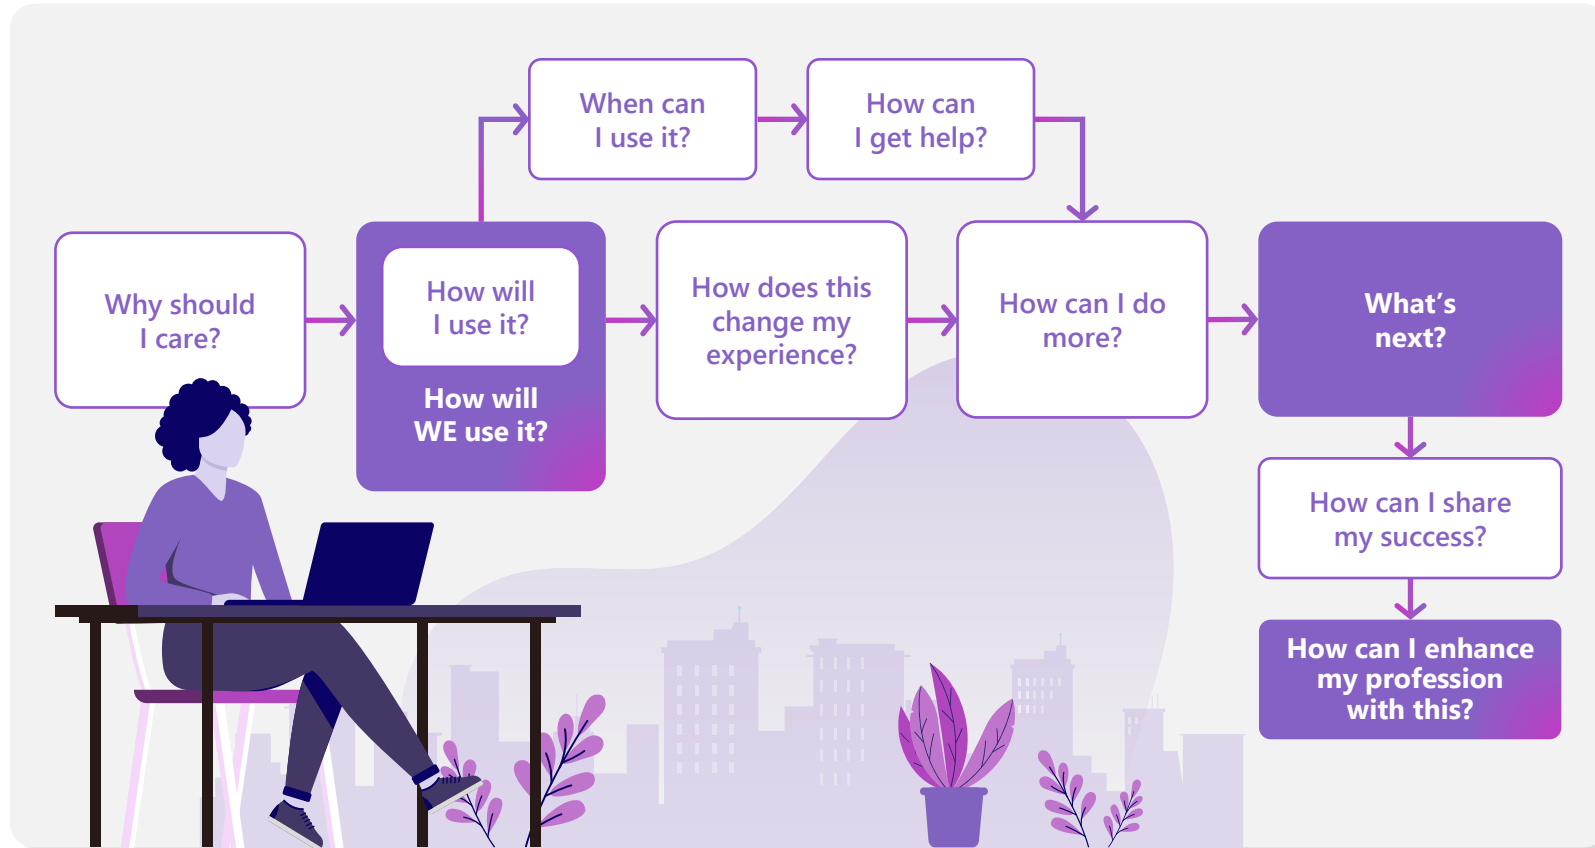 When can
I use it?
How can
I get help?
Why should
I care?
How will
I use it?
How will
WE use it?
How does this
change my
experience?
How can I do
more?
What’s
next?
How can I share
my success?
How can I enhance
my profession
with this?